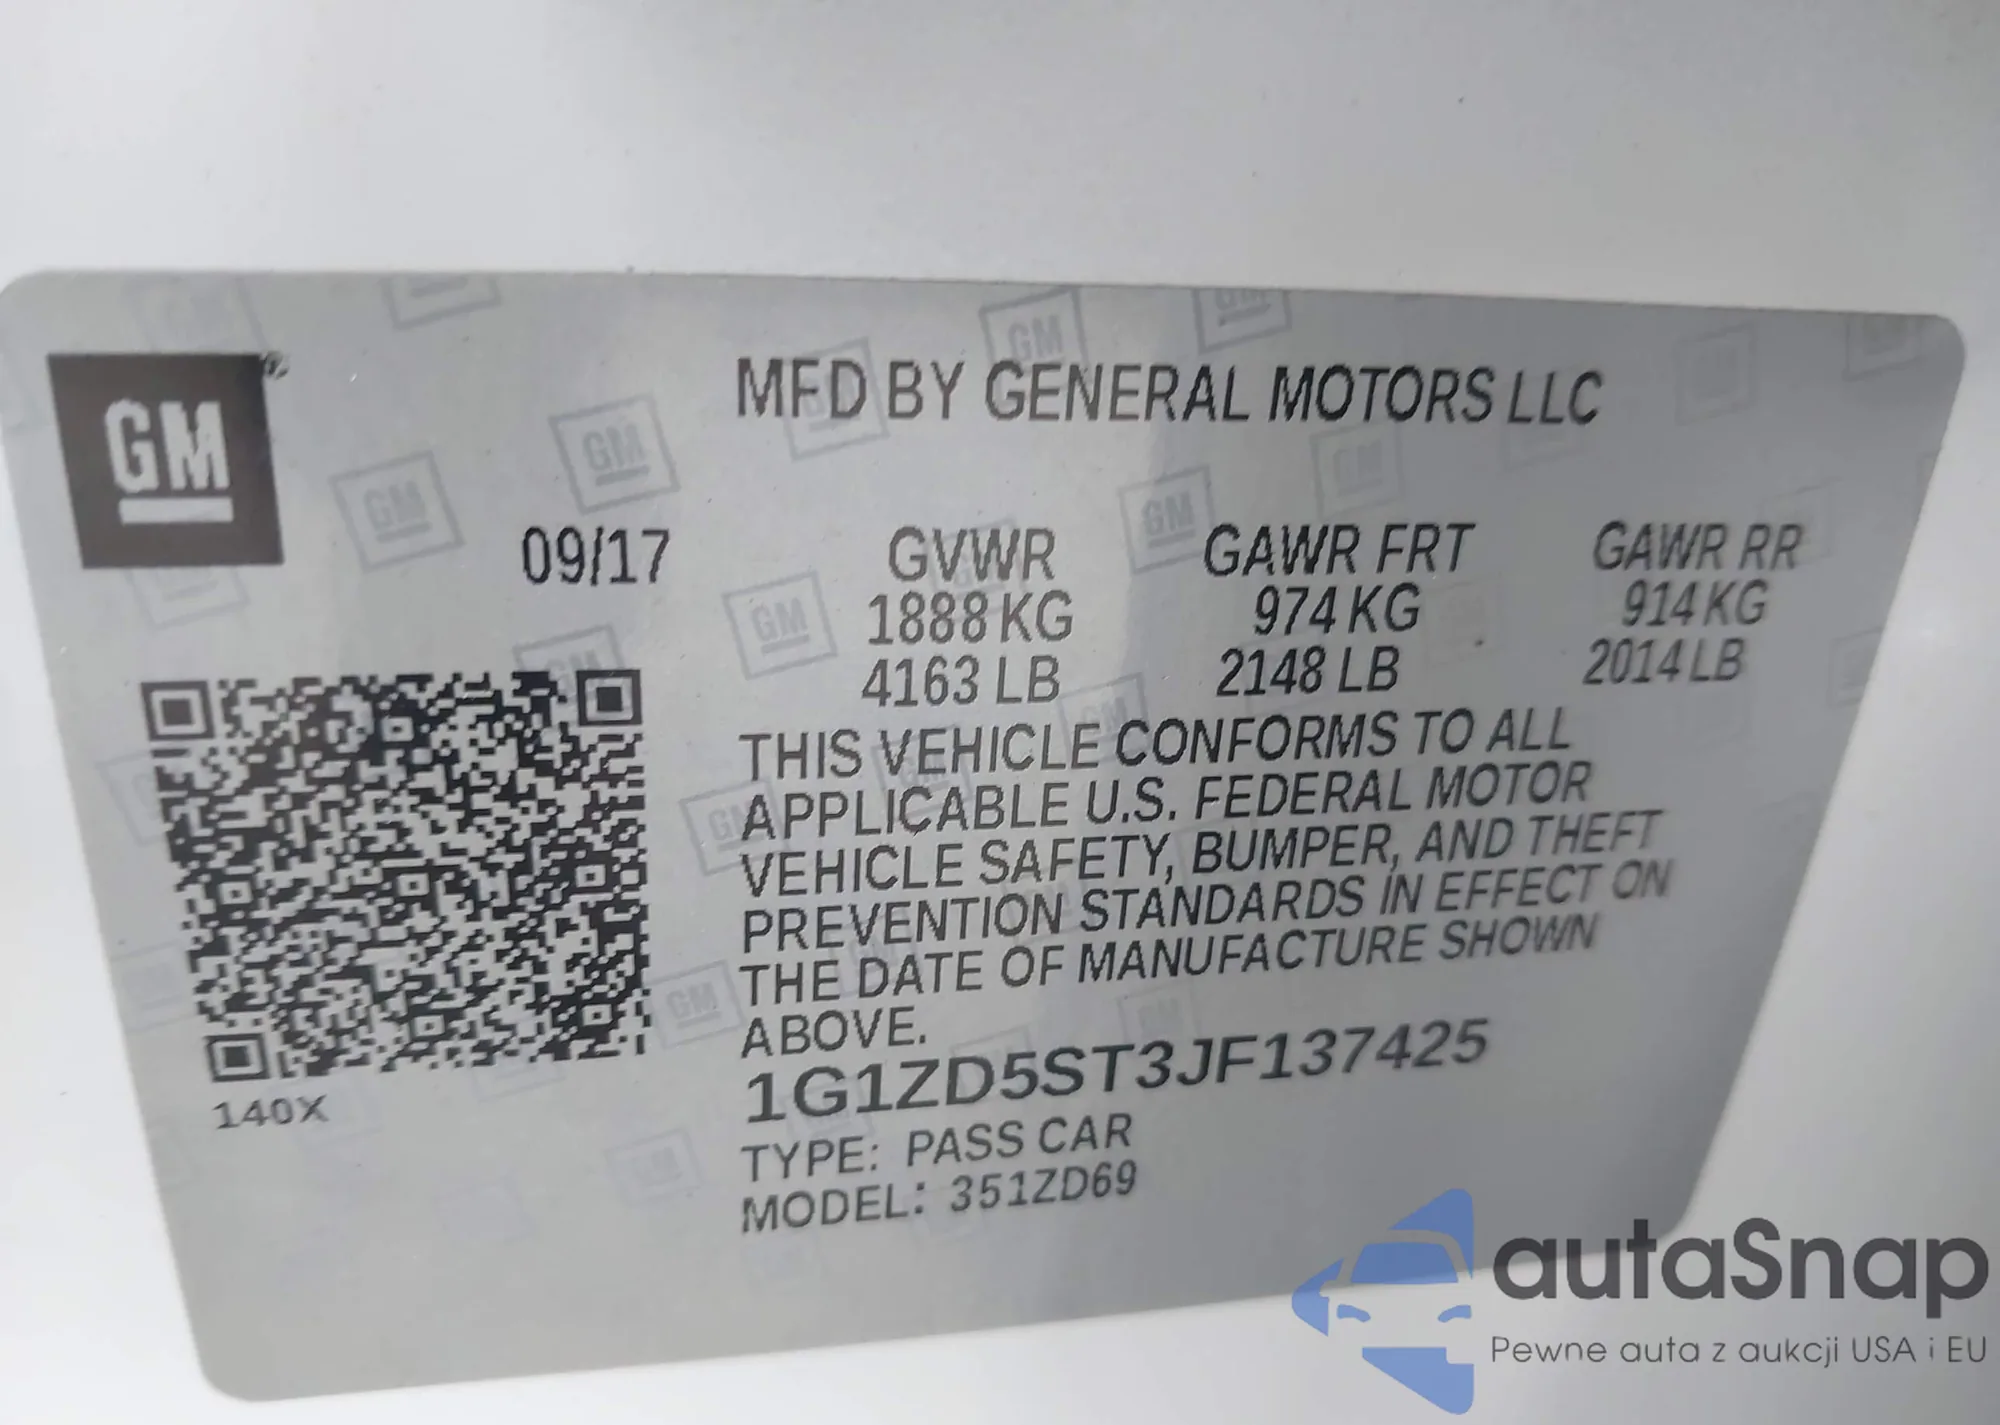 GM
MFD BY GENERAL MOTORS LLC
09/17
GVWR GAWR FRT GAWR RR
1888 KG 974 KG 914 KG
4163 LB 2148 LB 2014 LB
THIS VEHICLE CONFORMS TO ALL
APPLICABLE U.S. FEDERAL MOTOR
VEHICLE SAFETY, BUMPER, AND THEFT
PREVENTION STANDARDS IN EFFECT ON
THE DATE OF MANUFACTURE SHOWN
ABOVE.
1G1ZD5ST3JF137425
TYPE: PASS CAR
MODEL: 351ZD69
140X
autaSnap
Pewne auta z aukcji USA i EU